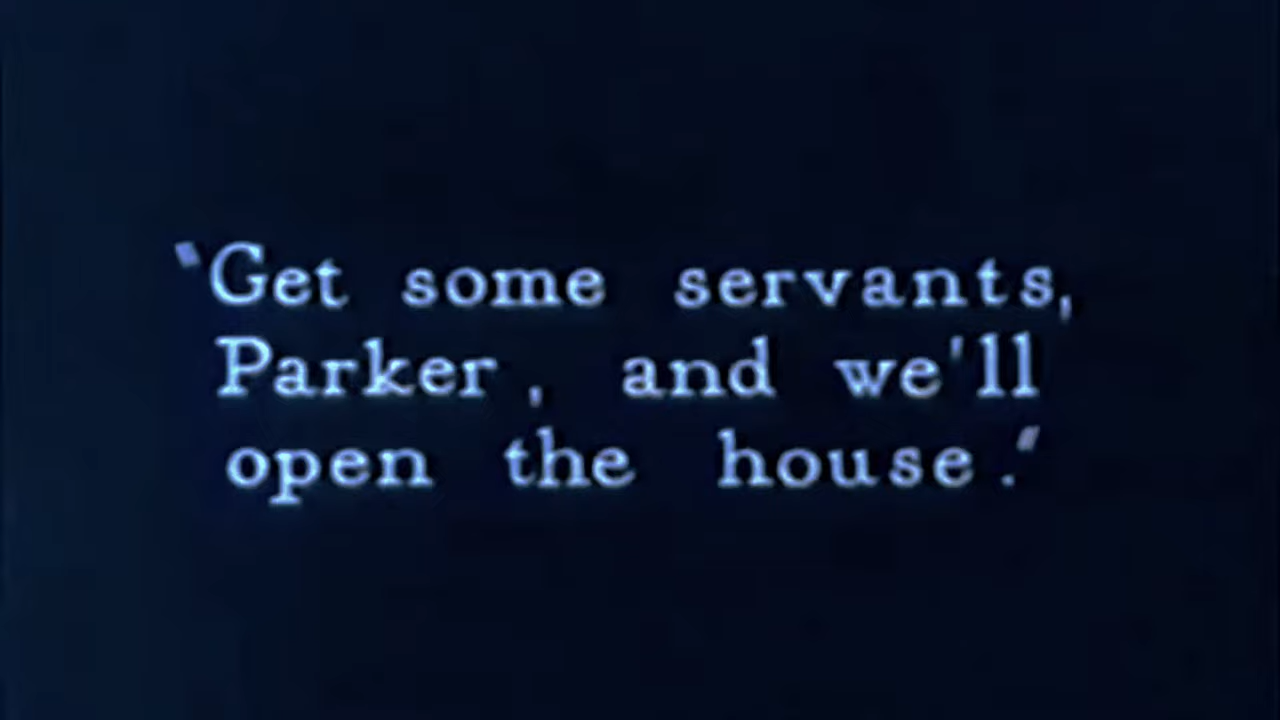 "Get some servants,
Parker, and we'll
open the house."